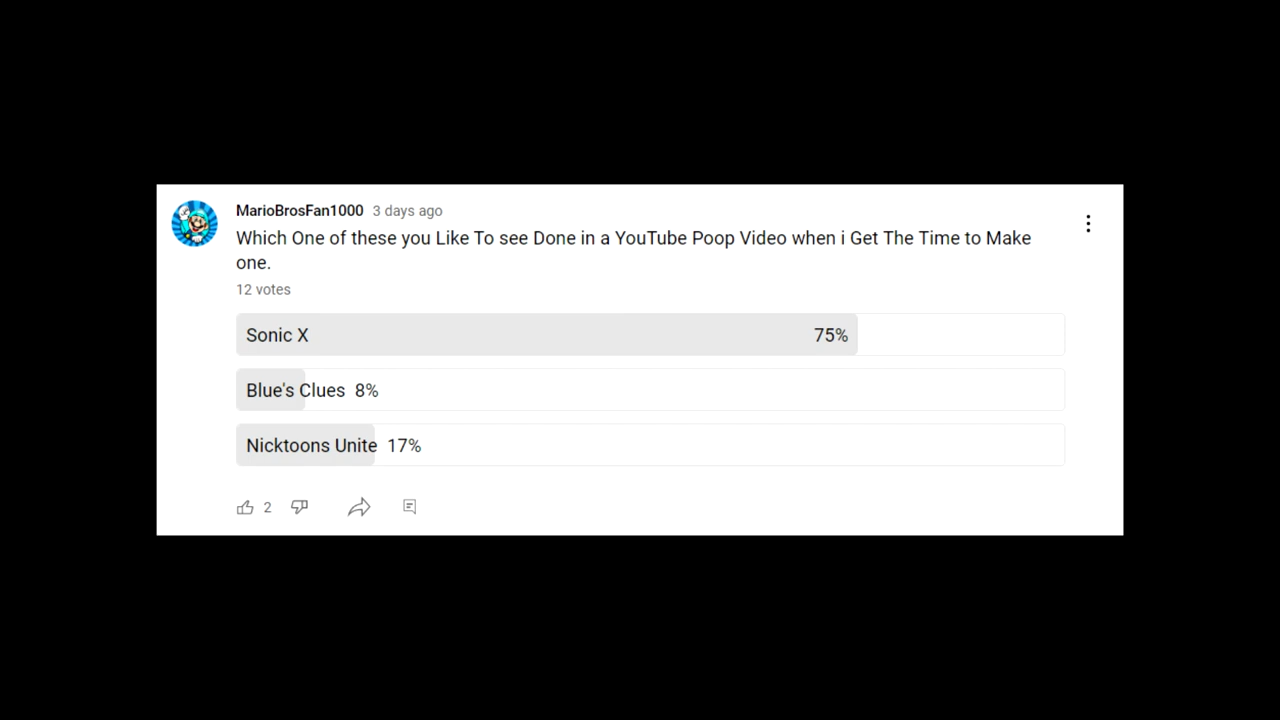 MarioBrosFan1000 3 days ago
Which One of these you Like To see Done in a YouTube Poop Video when i Get The Time to Make
one.
12 votes
Sonic X 75%
Blue's Clues 8%
Nicktoons Unite 17%
2